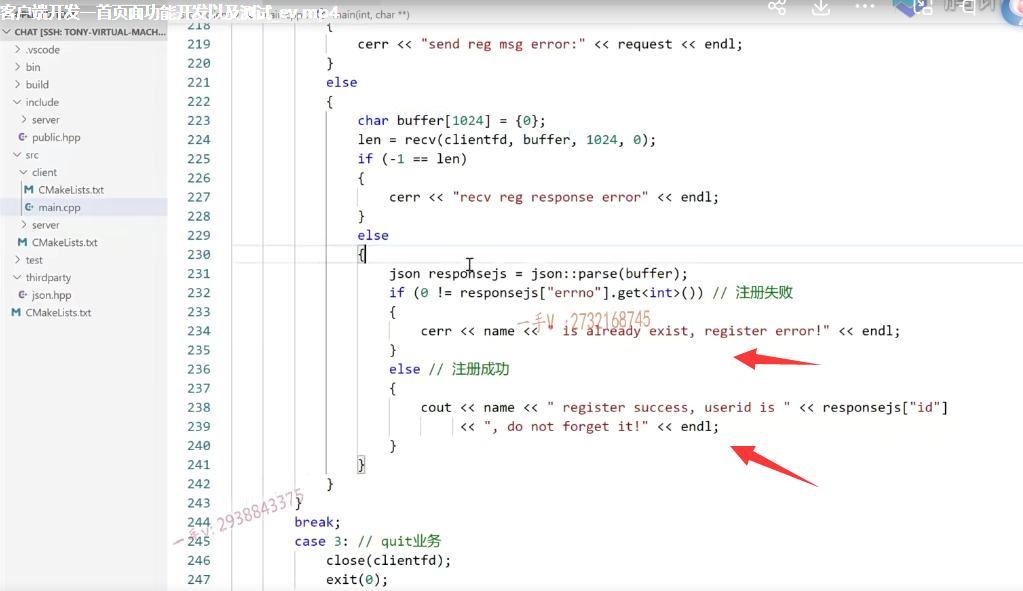 客户端开发—首页面功能开发以及测试.ev.mp4
main(int, char **)
CHAT [SSH: TONY-VIRTUAL-MACH...
.vscode
bin
build
include
server
public.hpp
src
client
CMakeLists.txt
main.cpp
server
CMakeLists.txt
test
thirdparty
json.hpp
CMakeLists.txt
218 {
219 cerr << "send reg msg error:" << request << endl;
220 }
221 else
222 {
223 char buffer[1024] = {0};
224 len = recv(clientfd, buffer, 1024, 0);
225 if (-1 == len)
226 {
227 cerr << "recv reg response error" << endl;
228 }
229 else
230 {
231 json responsejs = json::parse(buffer);
232 if (0 != responsejs["errno"].get<int>()) // 注册失败
233 {
一手V :2732168745
234 cerr << name << " is already exist, register error!" << endl;
235 }
236 else // 注册成功
237 {
238 cout << name << " register success, userid is " << responsejs["id"]
239 << ", do not forget it!" << endl;
240 }
241 }
242 }
243 }
一手V: 2938843375
244 break;
245 case 3: // quit业务
246 close(clientfd);
247 exit(0);